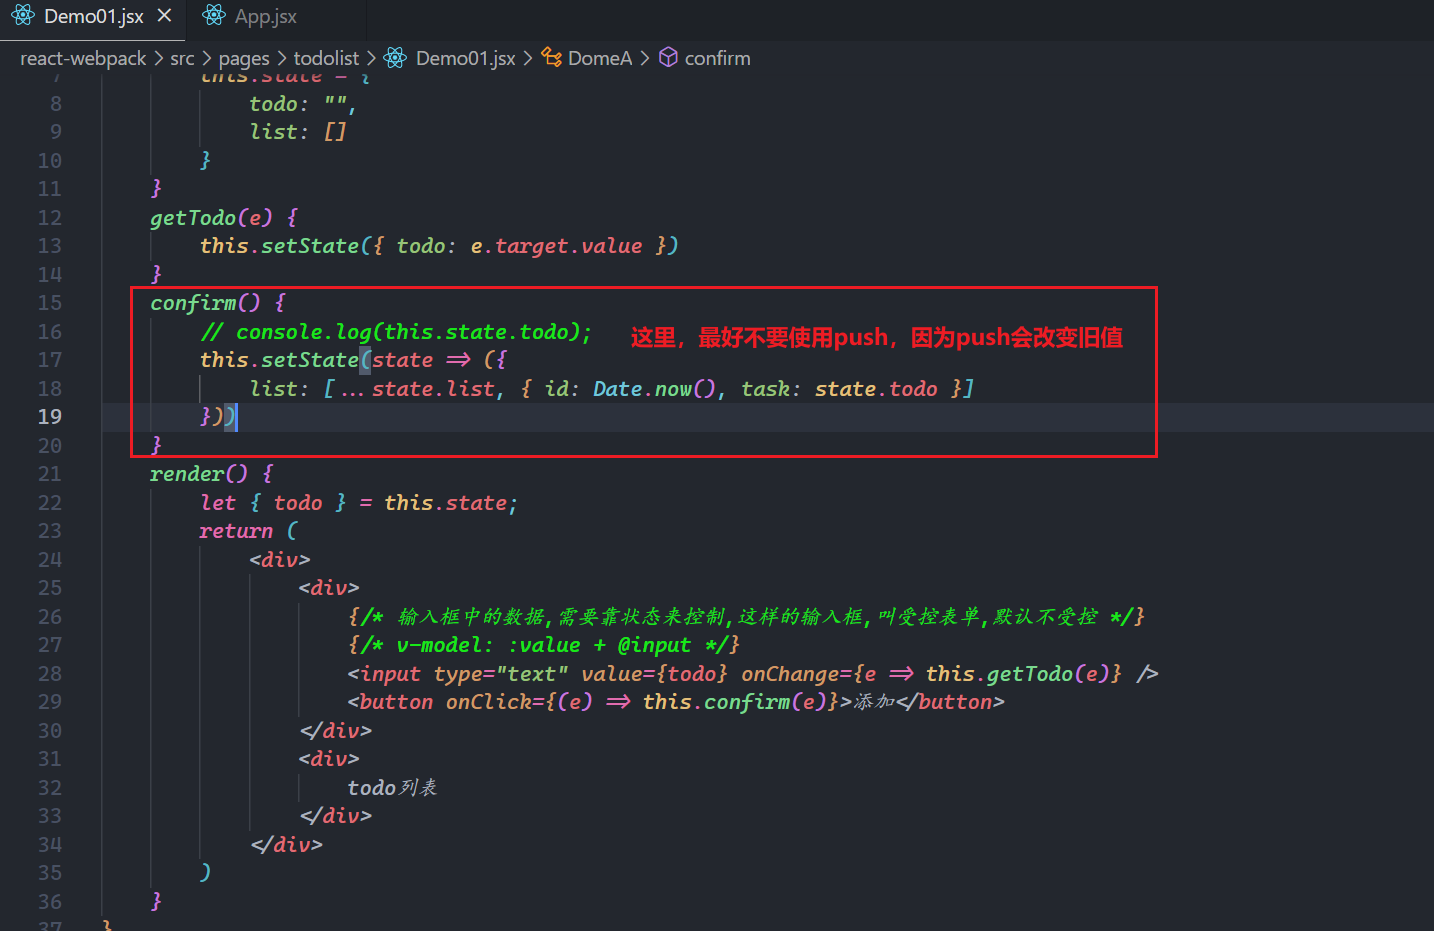 Demo01.jsx × App.jsx
react-webpack > src > pages > todolist > Demo01.jsx > DomeA > confirm
7 this.state = {
8 todo: "",
9 list: []
10 }
11 }
12 getTodo(e) {
13 this.setState({ todo: e.target.value })
14 }
15 confirm() {
16 // console.log(this.state.todo); 这里，最好不要使用push，因为push会改变旧值
17 this.setState(state => ({
18 list: [...state.list, { id: Date.now(), task: state.todo }]
19 }))
20 }
21 render() {
22 let { todo } = this.state;
23 return (
24 <div>
25 <div>
26 {/* 输入框中的数据,需要靠状态来控制,这样的输入框,叫受控表单,默认不受控 */}
27 {/* v-model: :value + @input */}
28 <input type="text" value={todo} onChange={e => this.getTodo(e)} />
29 <button onClick={(e) => this.confirm(e)}>添加</button>
30 </div>
31 <div>
32 todo列表
33 </div>
34 </div>
35 )
36 }
37 }